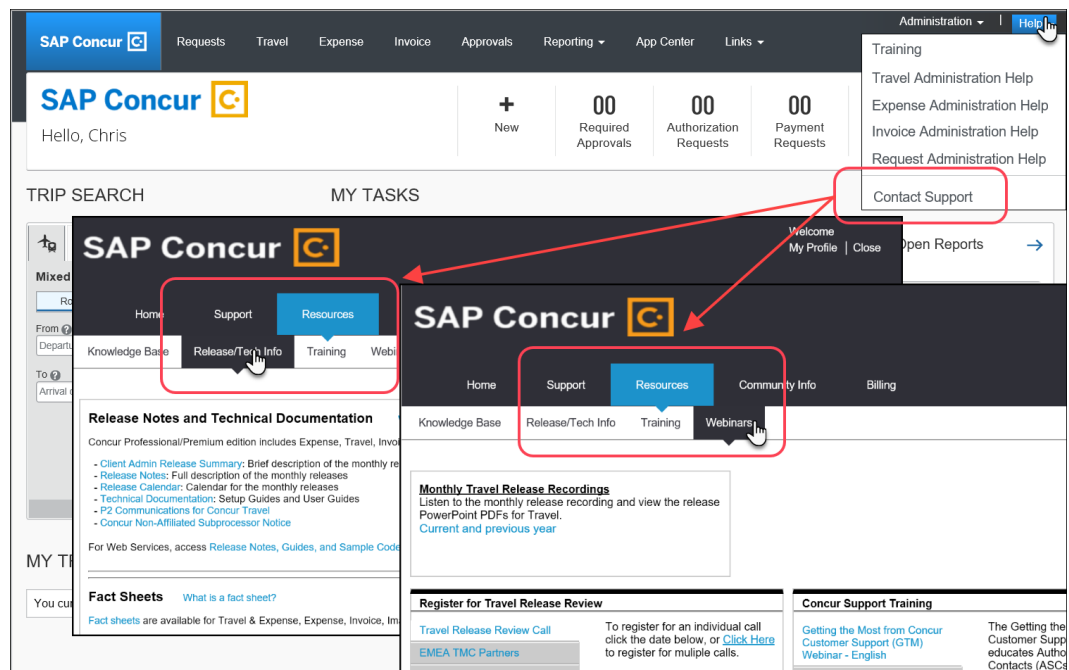 Administration
Help
SAP Concur
Requests Travel Expense Invoice Approvals Reporting App Center Links
Training
Travel Administration Help
Expense Administration Help
Invoice Administration Help
Request Administration Help
Contact Support
SAP Concur
Hello, Chris
+
New
00
Required
Approvals
00
Authorization
Requests
00
Payment
Requests
TRIP SEARCH
MY TASKS
Open Reports
Mixed
From
To
Arrival
MY
You
SAP Concur
Welcome
My Profile | Close
Home Support Resources
Knowledge Base Release/Tech Info Training
Release Notes and Technical Documentation
Concur Professional/Premium edition includes Expense, Travel,
- Client Admin Release Summary: Brief description of the monthly
- Release Notes: Full description of the monthly releases
- Release Calendar: Calendar for the monthly releases
- Technical Documentation: Setup Guides and User Guides
- P2 Communications for Concur Travel
- Concur Non-Affiliated Subprocessor Notice
For Web Services, access Release Notes, Guides, and Sample Code
Fact Sheets What is a fact sheet?
Fact sheets are available for Travel & Expense, Expense, Invoice,
SAP Concur
Home Support Resources Community Info Billing
Knowledge Base Release/Tech Info Training Webinars
Monthly Travel Release Recordings
Listen to the monthly release recording and view the release
PowerPoint PDFs for Travel.
Current and previous year
Register for Travel Release Review
Travel Release Review Call
EMEA TMC Partners
To register for an individual call
click the date below, or Click Here
to register for muliple calls.
Concur Support Training
Getting the Most from Concur
Customer Support (GTM)
Webinar - English
The Getting the
Customer
educates
Contacts